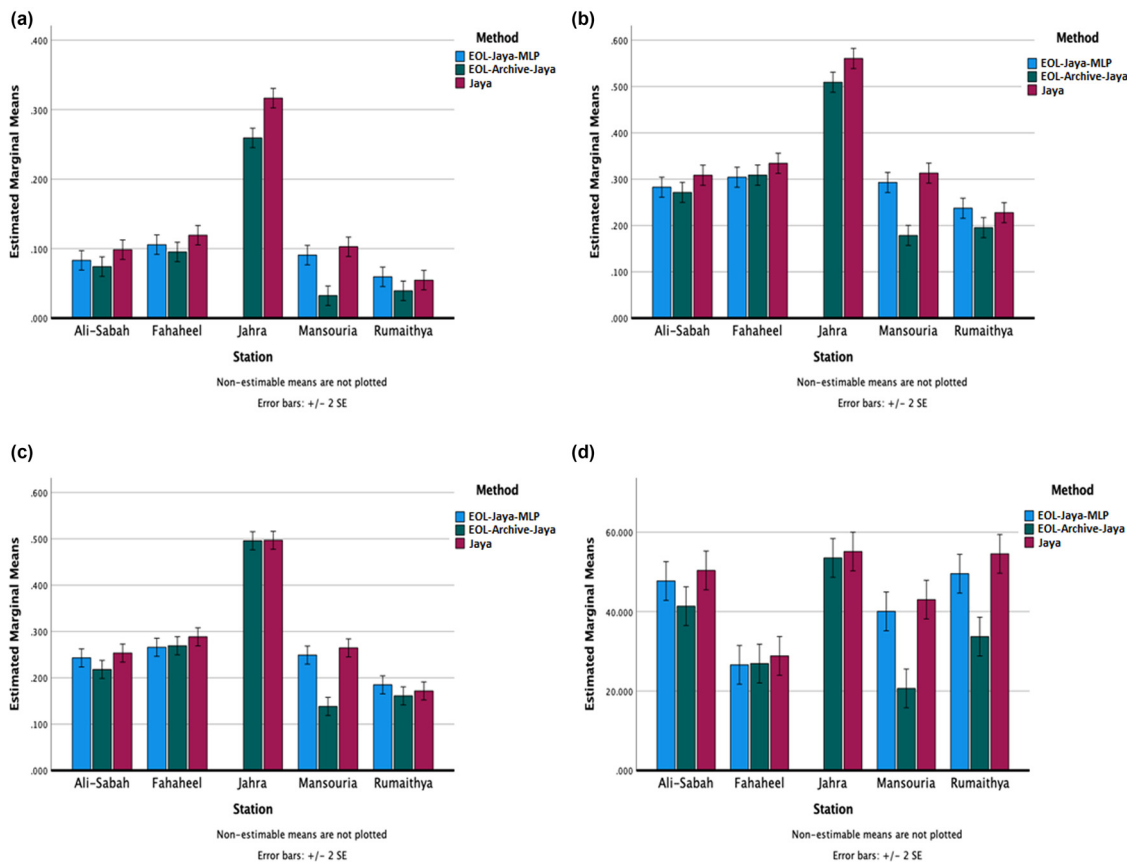 (a)
Estimated Marginal Means
.400
.300
.200
.100
.000
Ali-Sabah Fahaheel Jahra Mansouria Rumaithya
Station
Non-estimable means are not plotted
Error bars: +/- 2 SE
Method
EOL-Jaya-MLP
EOL-Archive-Jaya
Jaya
(b)
Estimated Marginal Means
.600
.500
.400
.300
.200
.100
.000
Ali-Sabah Fahaheel Jahra Mansouria Rumaithya
Station
Non-estimable means are not plotted
Error bars: +/- 2 SE
Method
EOL-Jaya-MLP
EOL-Archive-Jaya
Jaya
(c)
Estimated Marginal Means
.600
.500
.400
.300
.200
.100
.000
Ali-Sabah Fahaheel Jahra Mansouria Rumaithya
Station
Non-estimable means are not plotted
Error bars: +/- 2 SE
Method
EOL-Jaya-MLP
EOL-Archive-Jaya
Jaya
(d)
Estimated Marginal Means
60.000
40.000
20.000
.000
Ali-Sabah Fahaheel Jahra Mansouria Rumaithya
Station
Non-estimable means are not plotted
Error bars: +/- 2 SE
Method
EOL-Jaya-MLP
EOL-Archive-Jaya
Jaya